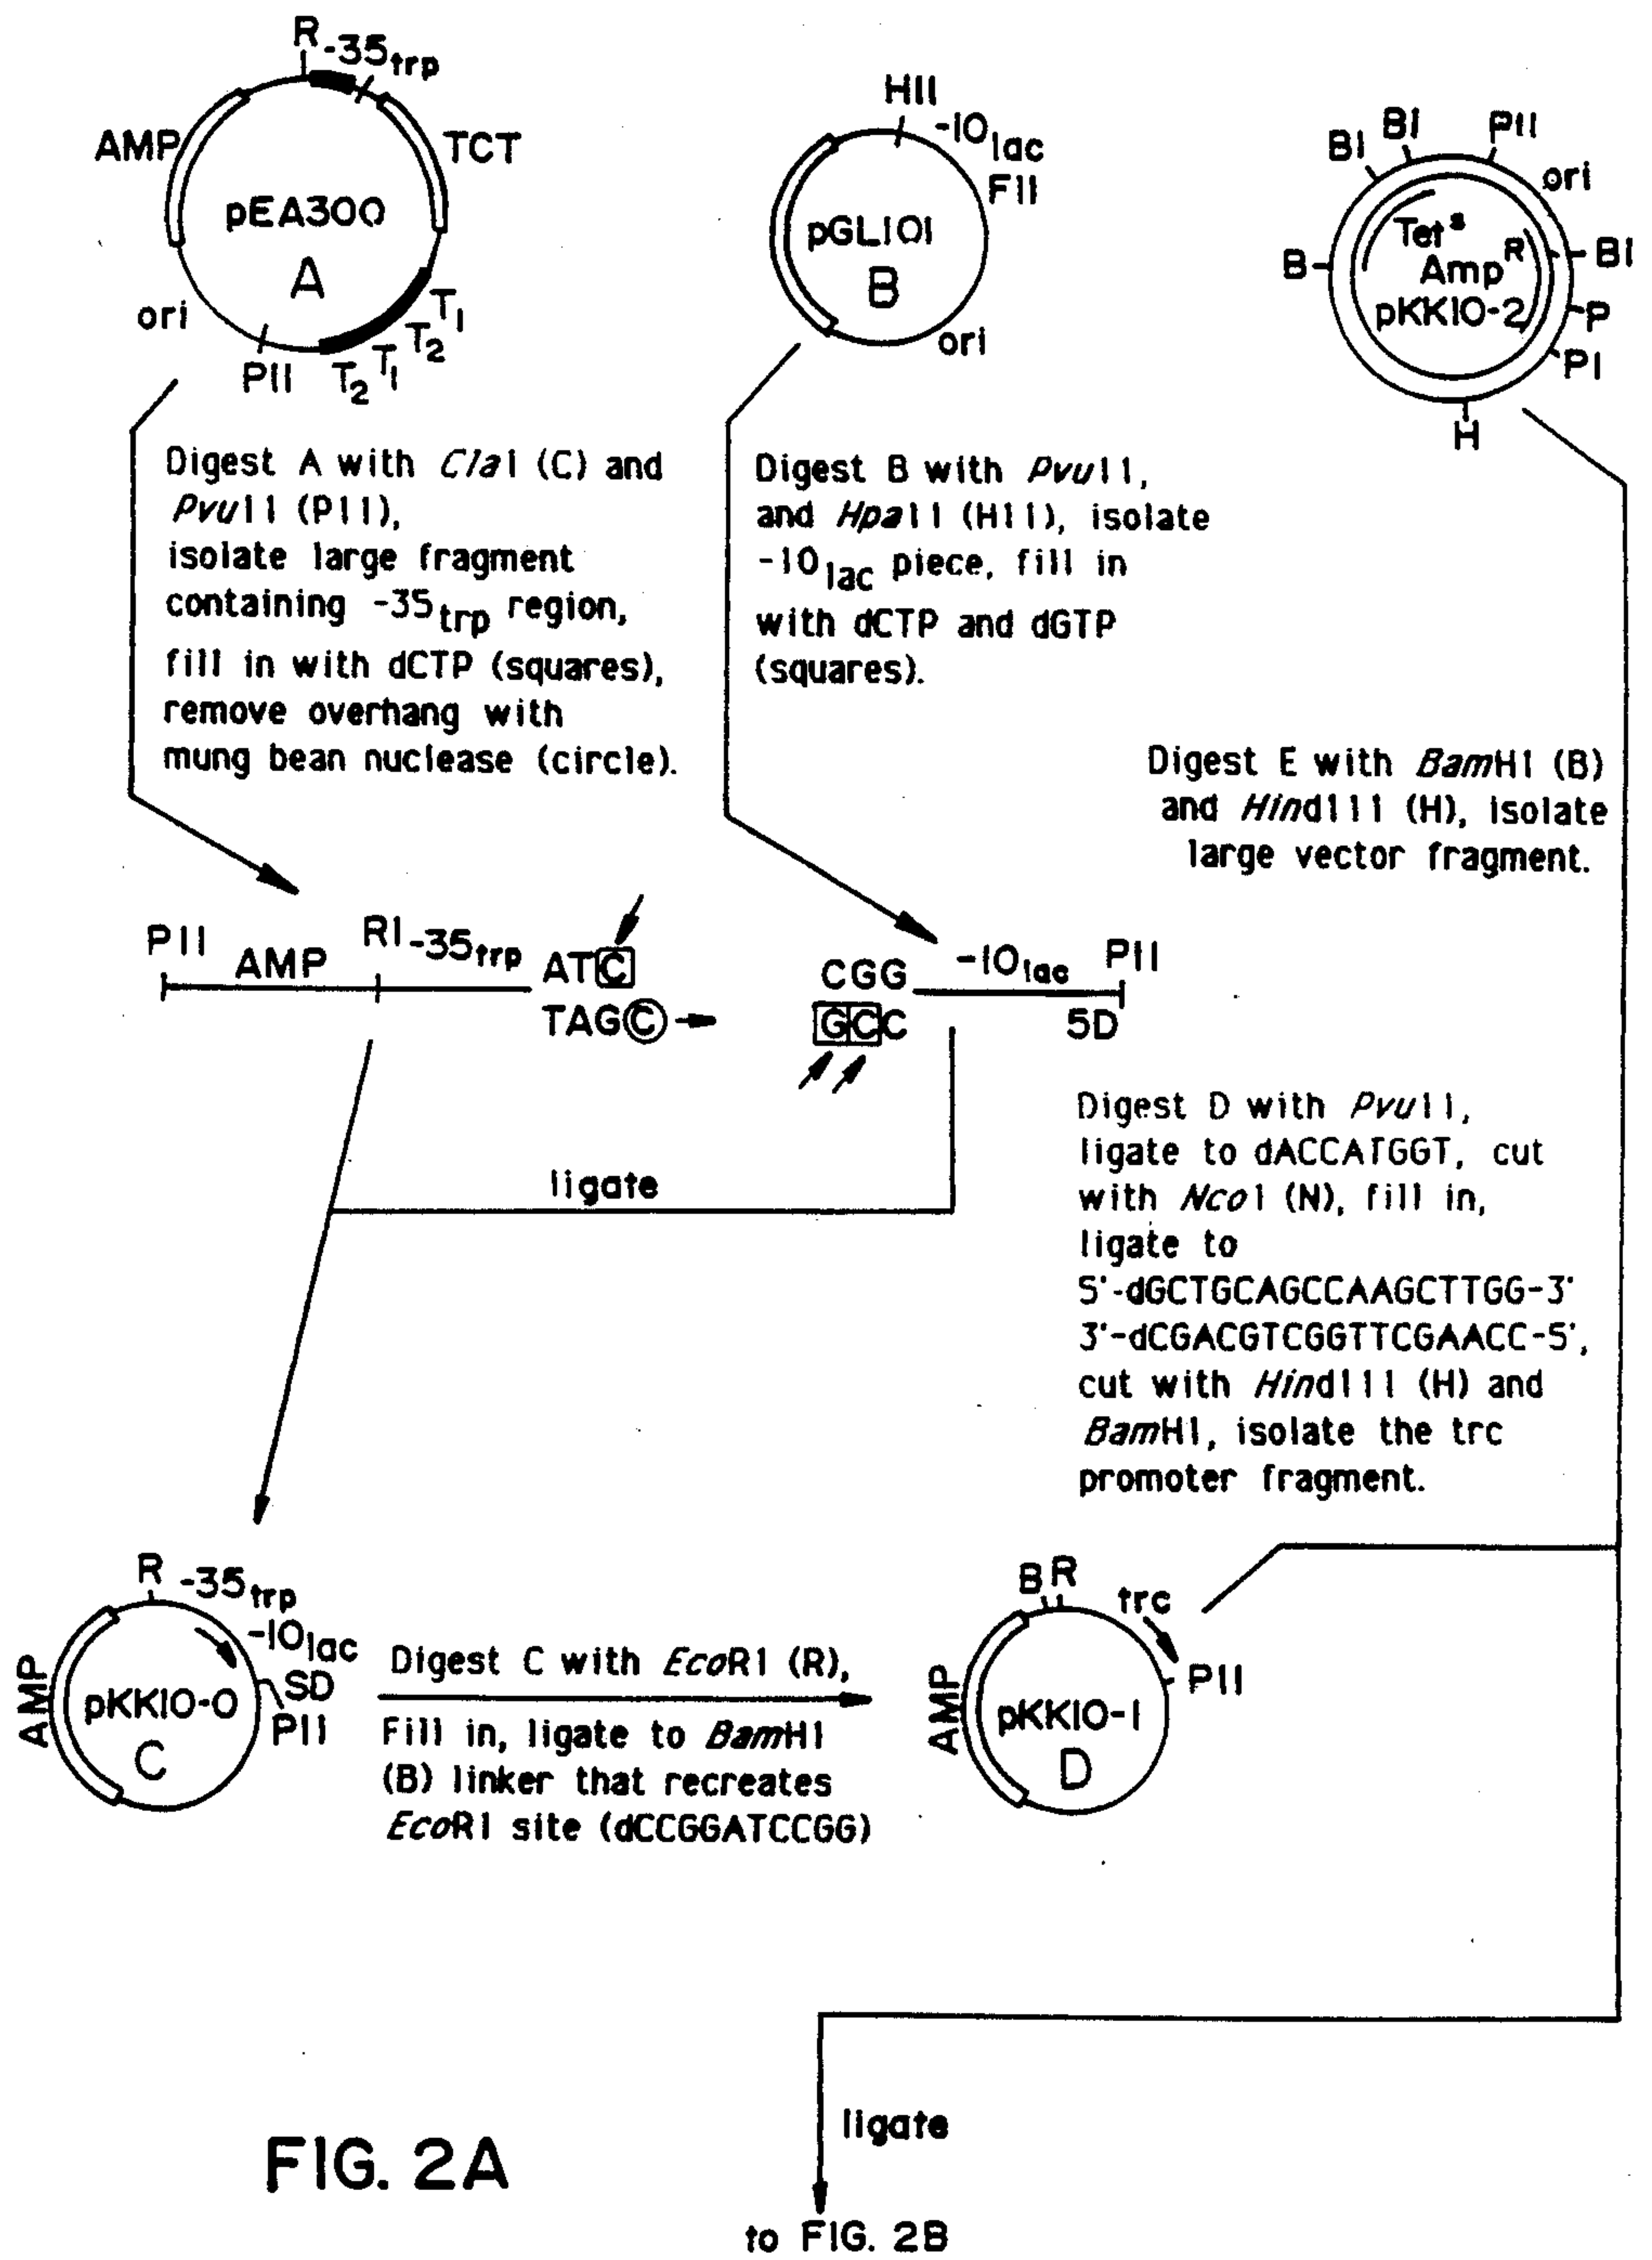 R -35trp
AMP
TCT
pEA300
A
ori
PII
T2 T1 T2 T1
HII
-10lac
FII
pGL101
B
ori
BI BI PII
ori
Tetˢ
B
Ampᴿ
BI
pKK10-2
P
PI
H
Digest A with ClaI (C) and
PvuII (PII),
isolate large fragment
containing -35trp region,
fill in with dCTP (squares),
remove overhang with
mung bean nuclease (circle).
Digest B with PvuII,
and HpaII (HII), isolate
-10lac piece, fill in
with dCTP and dGTP
(squares).
Digest E with BamHI (B)
and HindIII (H), isolate
large vector fragment.
PII AMP RI -35trp ATC
TAGC
CGG -10lac PII
GCC SD
ligate
Digest D with PvuII,
ligate to dACCATGGT, cut
with NcoI (N), fill in,
ligate to
5'-dGCTGCAGCCAAGCTTGG-3'
3'-dCGACGTCGGTTCGAACC-5',
cut with HindIII (H) and
BamHI, isolate the trc
promoter fragment.
R -35trp
-10lac
AMP
SD
PII
pKK10-0
C
Digest C with EcoRI (R),
Fill in, ligate to BamHI
(B) linker that recreates
EcoRI site (dCCGGATCCGG)
B R trc
PII
AMP
pKK10-1
D
ligate
FIG. 2A
to FIG. 2B